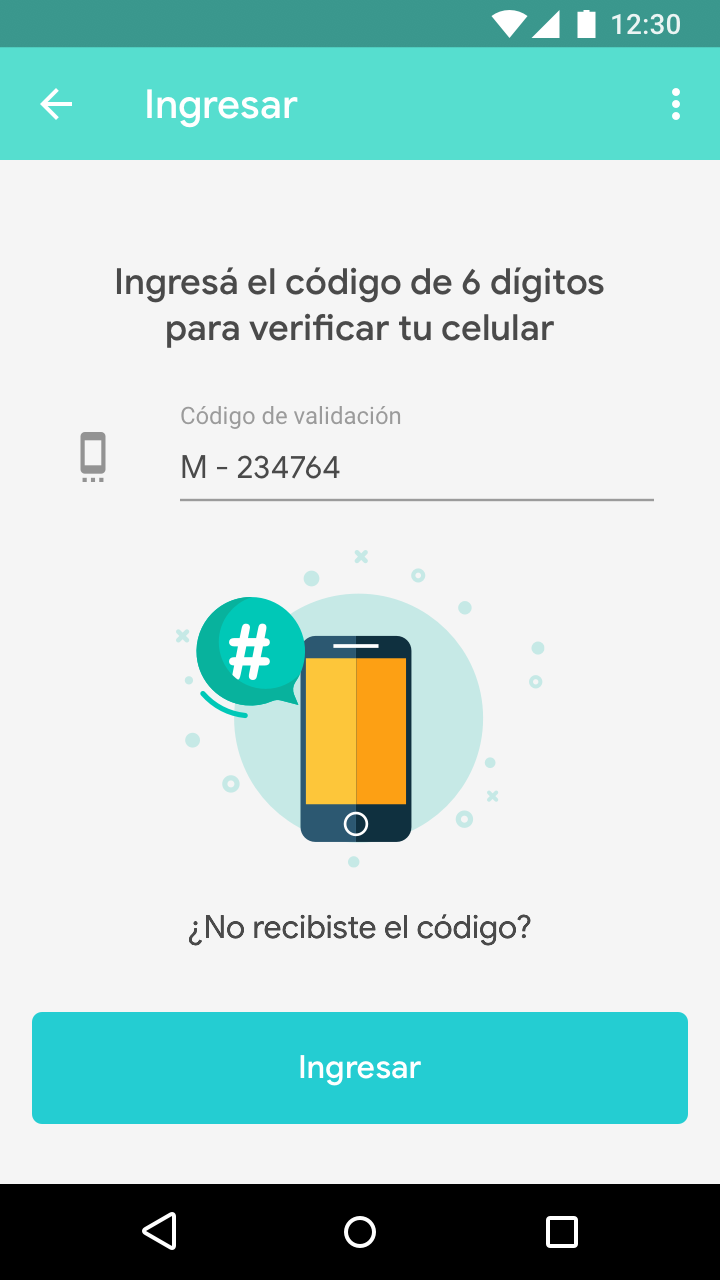 12:30
Ingresar
Ingresá el código de 6 dígitos
para verificar tu celular
Código de validación
M - 234764
#
¿No recibiste el código?
Ingresar